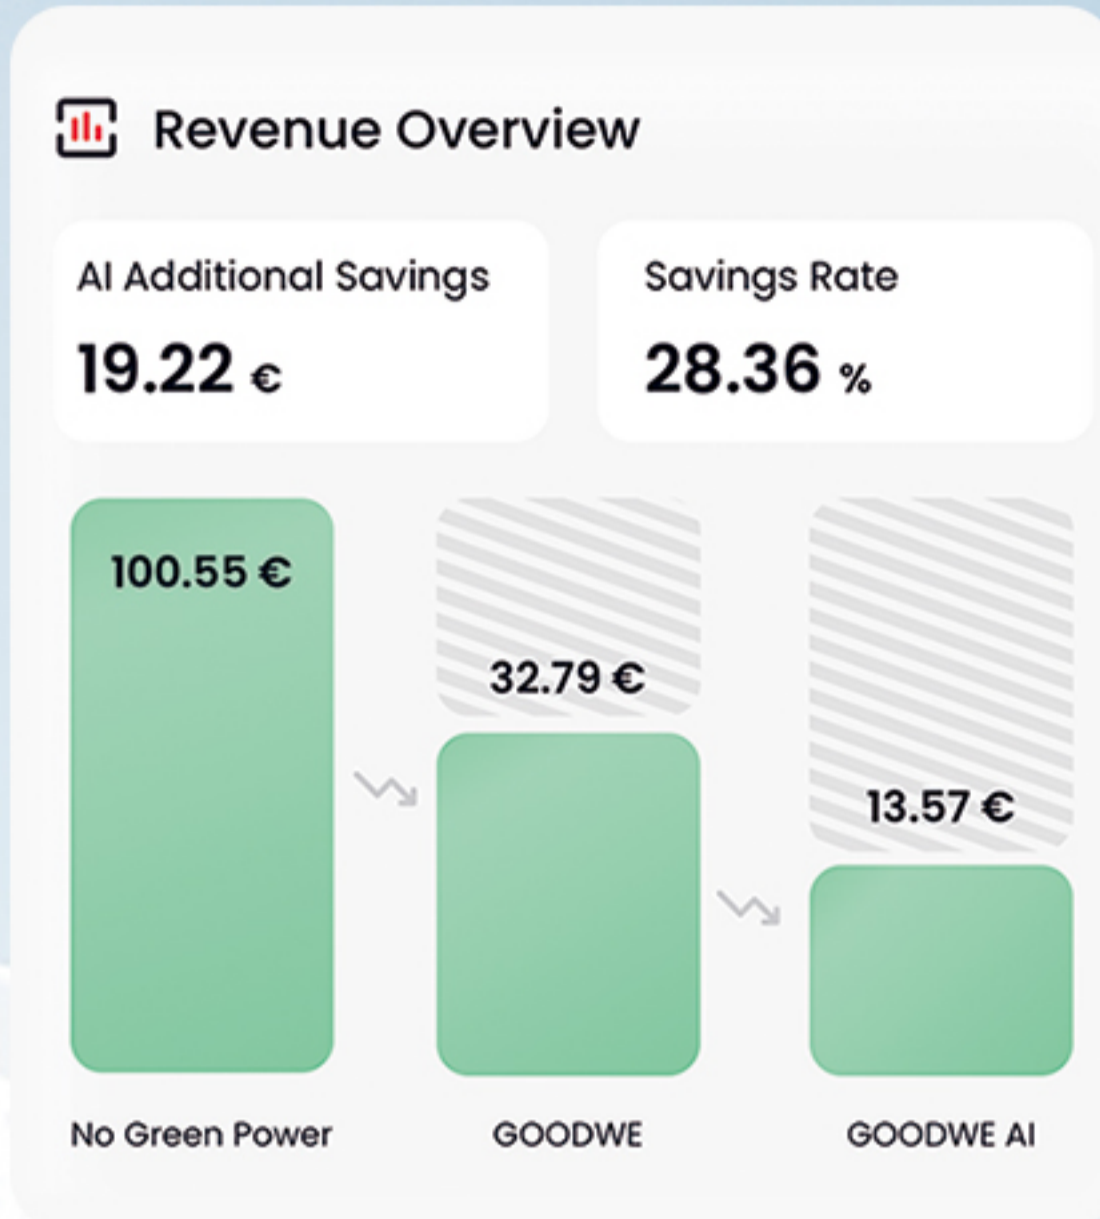 Revenue Overview
AI Additional Savings
19.22 €
Savings Rate
28.36 %
100.55 €
32.79 €
13.57 €
No Green Power
GOODWE
GOODWE AI